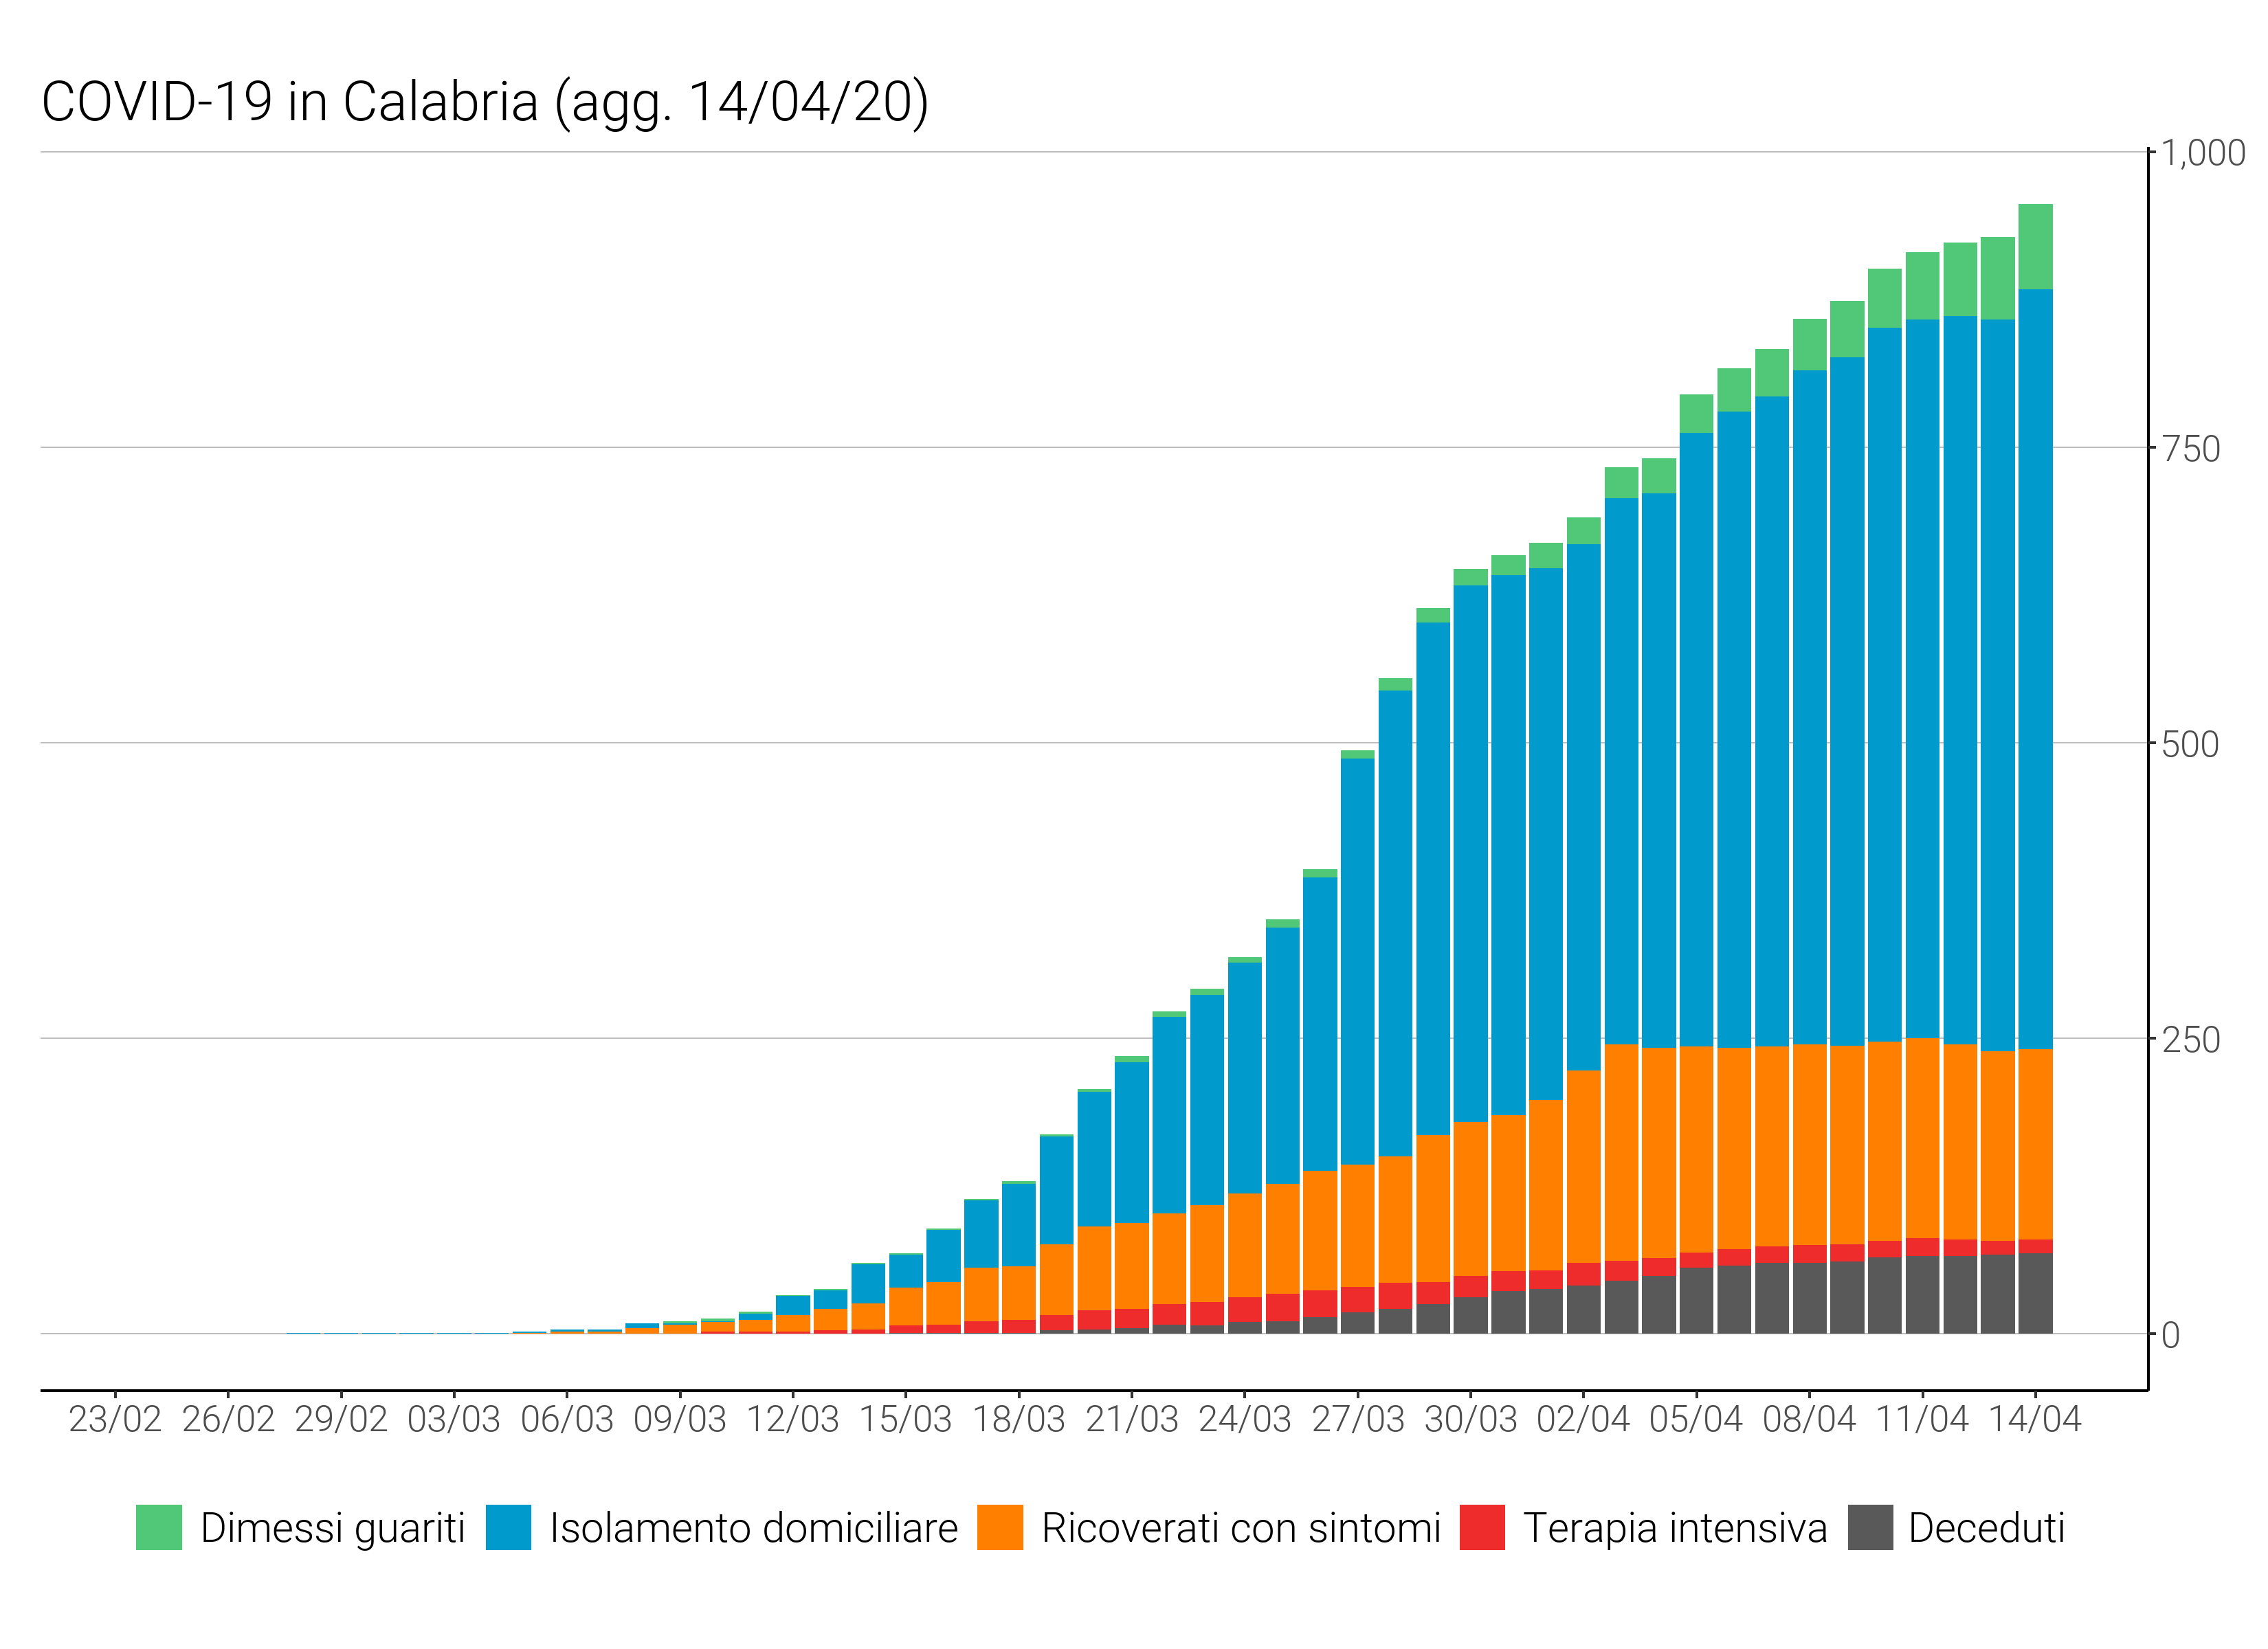 COVID-19 in Calabria (agg. 14/04/20)
1,000
750
500
250
0
23/02 26/02 29/02 03/03 06/03 09/03 12/03 15/03 18/03 21/03 24/03 27/03 30/03 02/04 05/04 08/04 11/04 14/04
Dimessi guariti Isolamento domiciliare Ricoverati con sintomi Terapia intensiva Deceduti